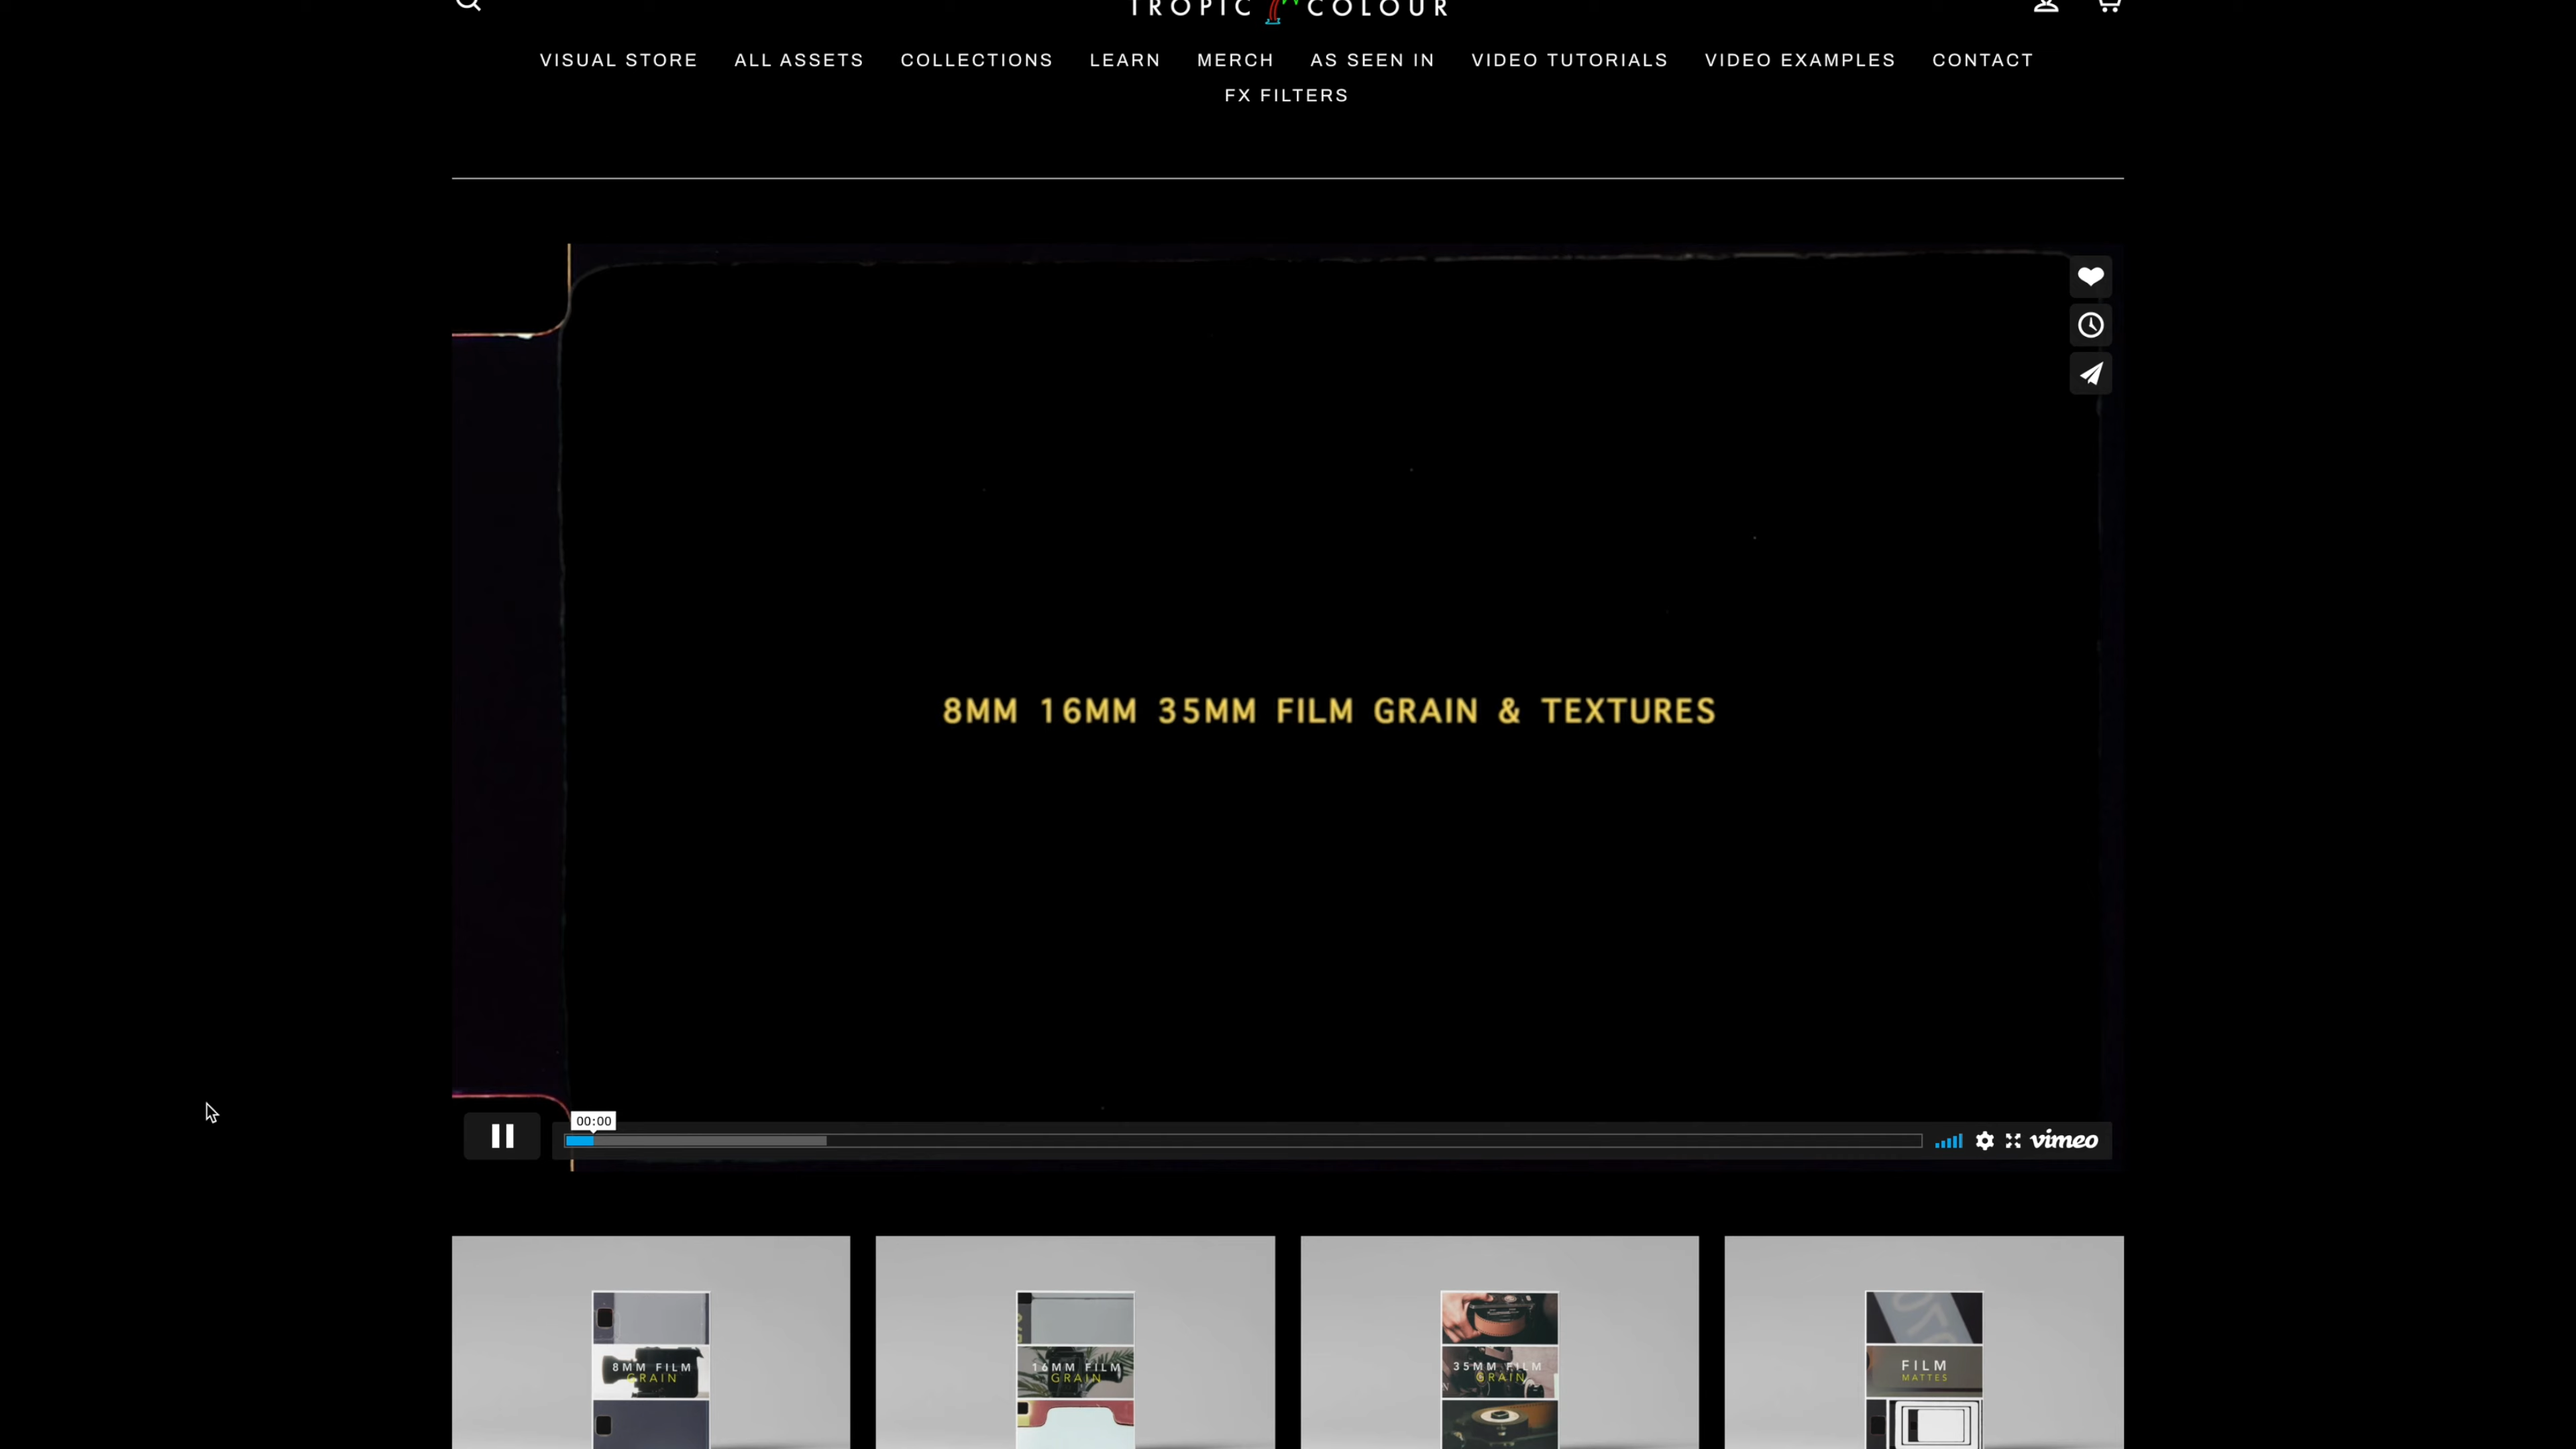 TROPIC COLOUR
VISUAL STORE ALL ASSETS COLLECTIONS LEARN MERCH AS SEEN IN VIDEO TUTORIALS VIDEO EXAMPLES CONTACT
FX FILTERS
8MM 16MM 35MM FILM GRAIN & TEXTURES
00:00
vimeo
8MM FILM
GRAIN
16MM FILM
GRAIN
35MM FILM
GRAIN
FILM
MATTES